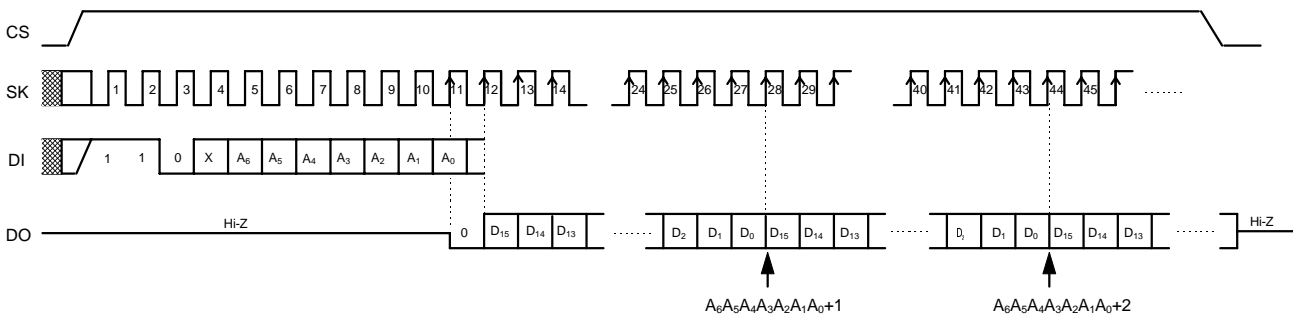 CS
SK 1 2 3 4 5 6 7 8 9 10 11 12 13 14 24 25 26 27 28 29 40 41 42 43 44 45
DI 1 1 0 X A6 A5 A4 A3 A2 A1 A0
Hi-Z Hi-Z
DO 0 D15 D14 D13 D2 D1 D0 D15 D14 D13 D2 D1 D0 D15 D14 D13
A6A5A4A3A2A1A0+1 A6A5A4A3A2A1A0+2